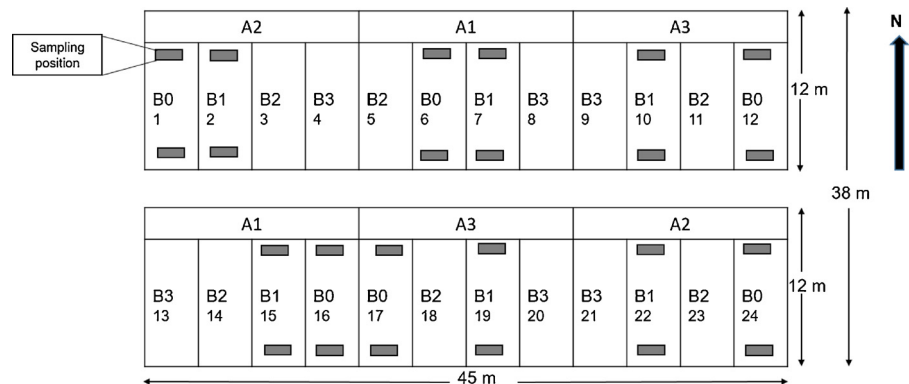 A2 A1 A3
N
Sampling
position
B0 B1 B2 B3 B2 B0 B1 B3 B3 B1 B2 B0
1 2 3 4 5 6 7 8 9 10 11 12
12 m
38 m
A1 A3 A2
B3 B2 B1 B0 B0 B2 B1 B3 B3 B1 B2 B0
13 14 15 16 17 18 19 20 21 22 23 24
12 m
45 m